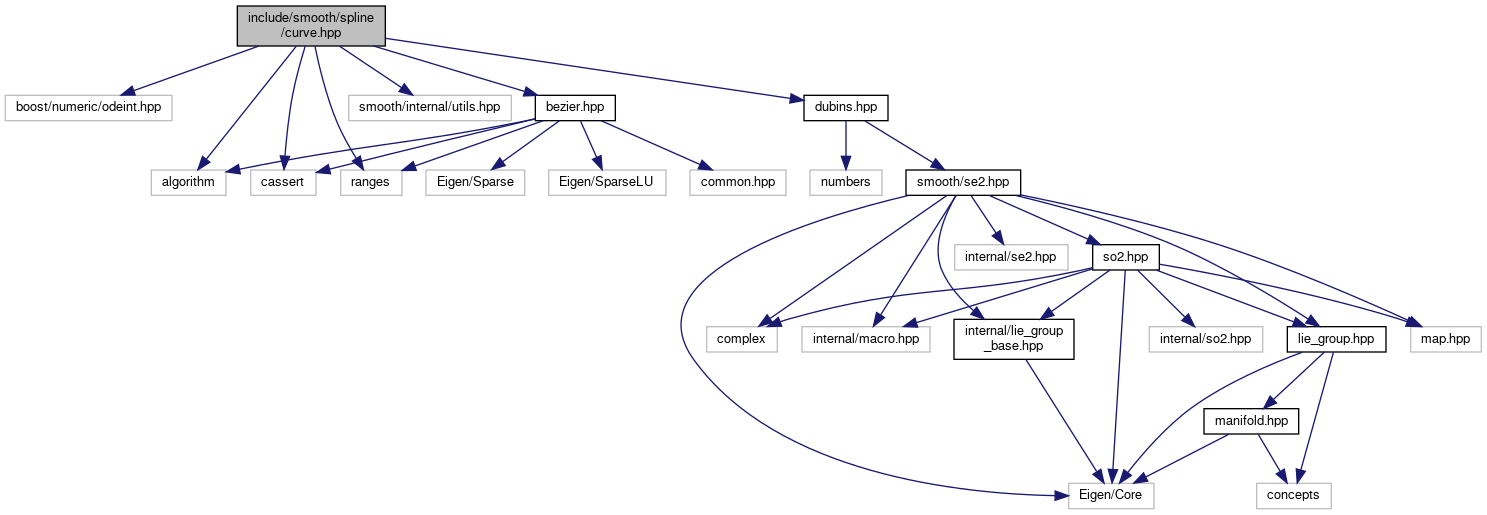 include/smooth/spline
/curve.hpp
boost/numeric/odeint.hpp
smooth/internal/utils.hpp
bezier.hpp
dubins.hpp
algorithm
cassert
ranges
Eigen/Sparse
Eigen/SparseLU
common.hpp
numbers
smooth/se2.hpp
internal/se2.hpp
so2.hpp
complex
internal/macro.hpp
internal/lie_group
_base.hpp
internal/so2.hpp
lie_group.hpp
map.hpp
manifold.hpp
Eigen/Core
concepts